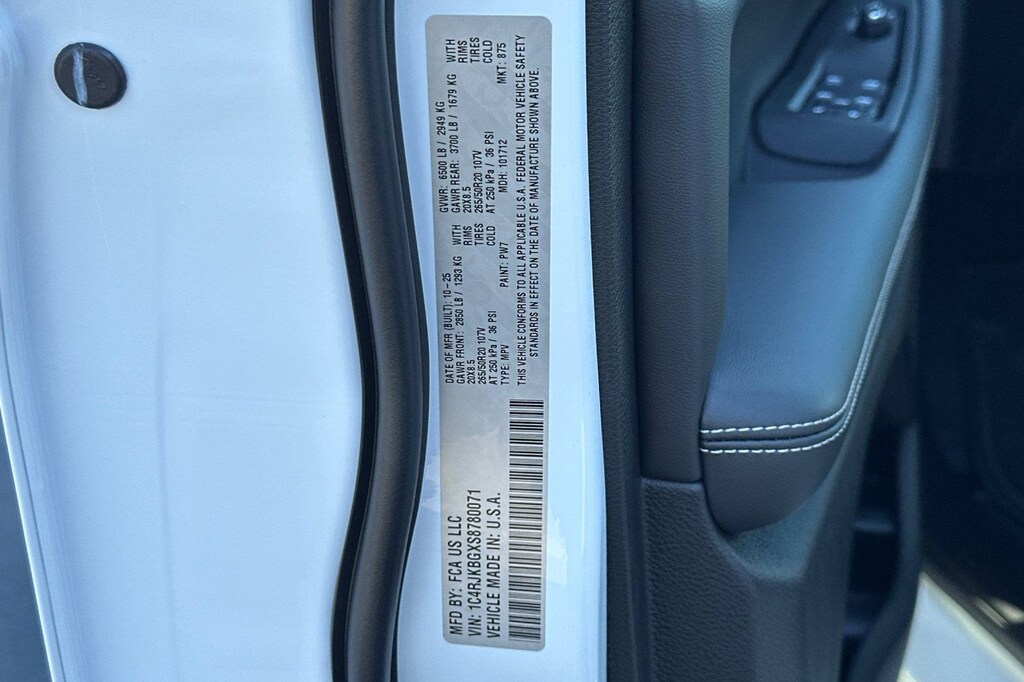 MFD BY: FCA US LLC
VIN: 1C4RJKBGXS8780071
VEHICLE MADE IN: U.S.A.
DATE OF MFR (BUILT): 10-25 GVWR: 6500 LB / 2949 KG
GAWR FRONT: 2850 LB / 1293 KG WITH GAWR REAR: 3700 LB / 1679 KG WITH
20X8.5 RIMS 20X8.5 RIMS
265/50R20 107V TIRES 265/50R20 107V TIRES
AT 250 kPa / 36 PSI COLD AT 250 kPa / 36 PSI COLD
TYPE: MPV PAINT: PW7 MDH: 101712 MKT: 875
THIS VEHICLE CONFORMS TO ALL APPLICABLE U.S.A. FEDERAL MOTOR VEHICLE SAFETY
STANDARDS IN EFFECT ON THE DATE OF MANUFACTURE SHOWN ABOVE.